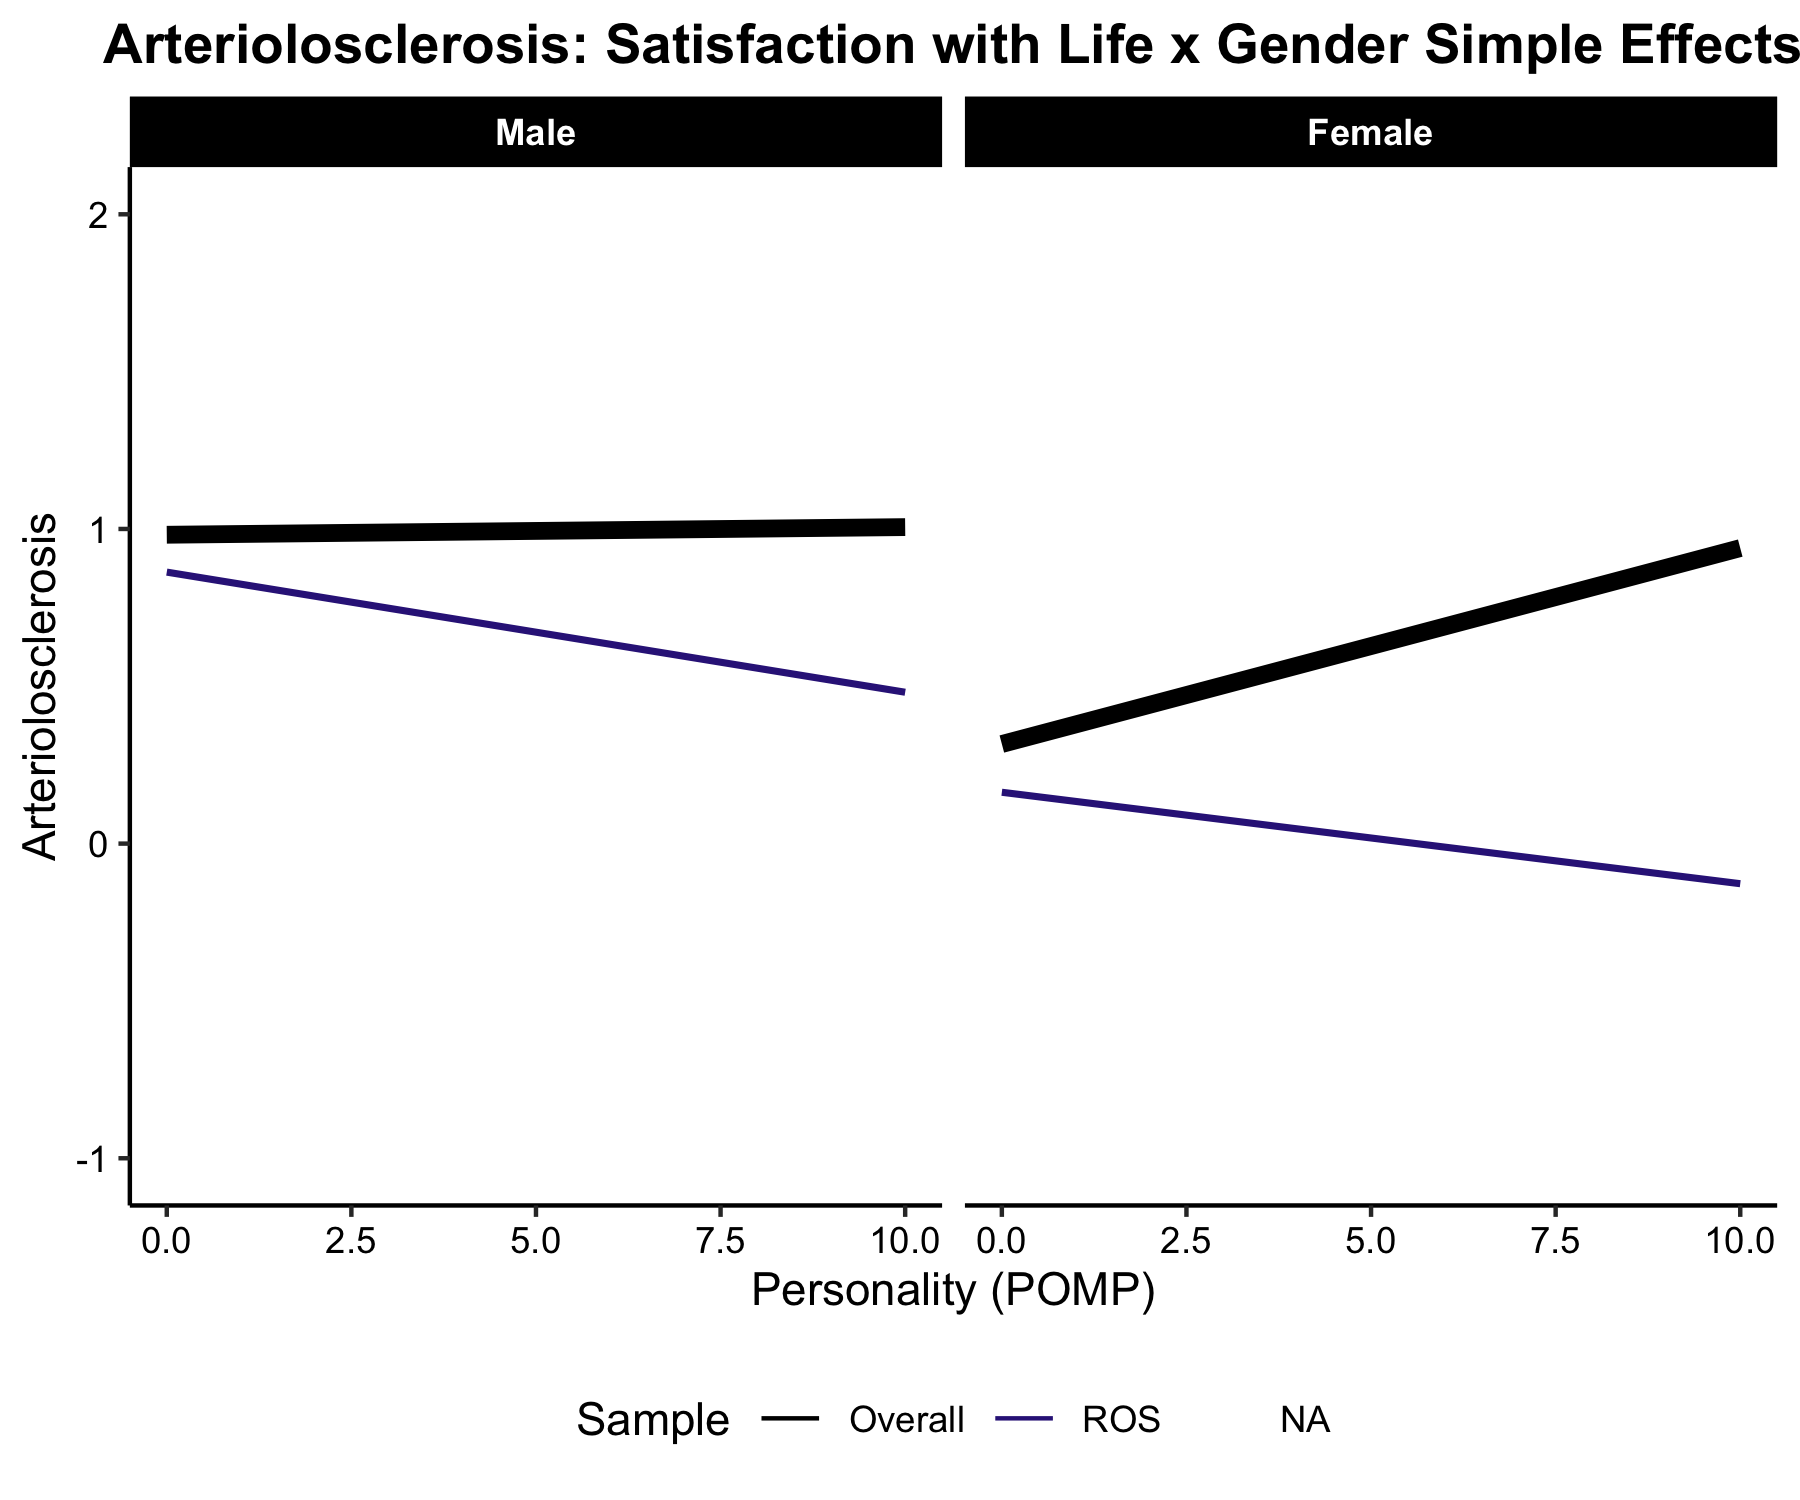 Arteriolosclerosis: Satisfaction with Life x Gender Simple Effects
Male
Female
Arteriolosclerosis
2
1
0
-1
0.0 2.5 5.0 7.5 10.0
0.0 2.5 5.0 7.5 10.0
Personality (POMP)
Sample Overall ROS NA